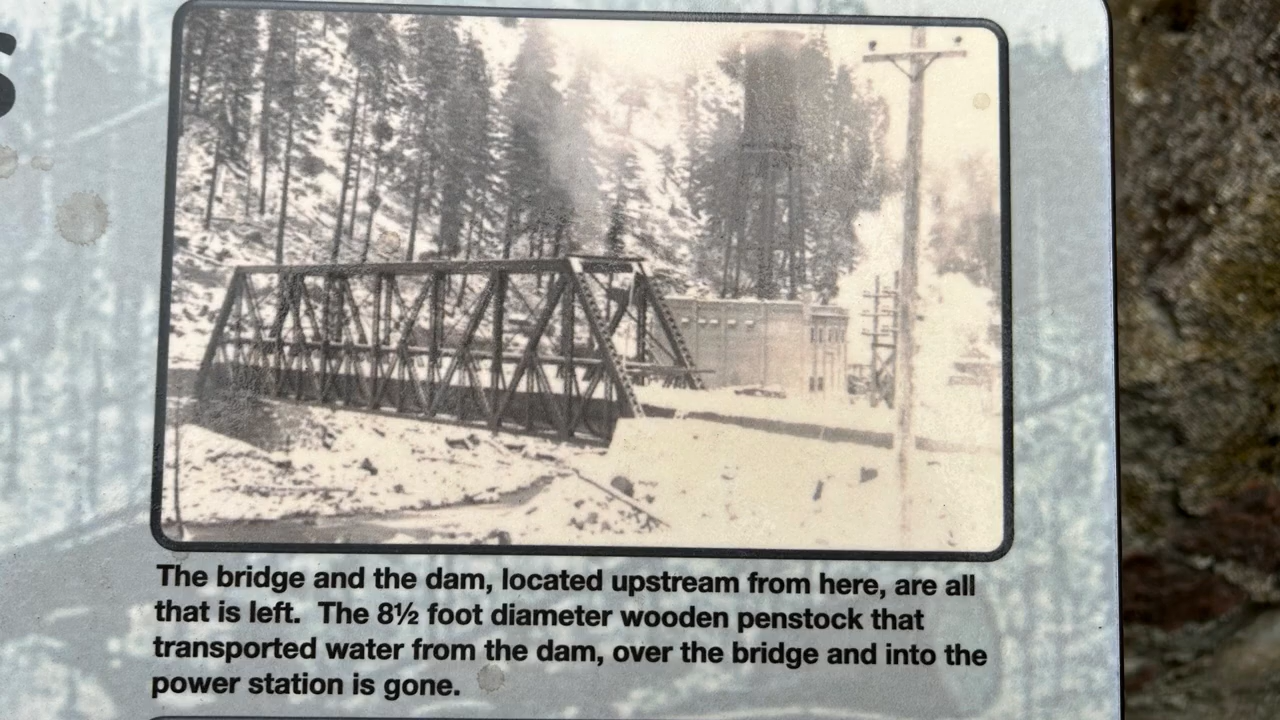 s
The bridge and the dam, located upstream from here, are all
that is left.  The 8½ foot diameter wooden penstock that
transported water from the dam, over the bridge and into the
power station is gone.